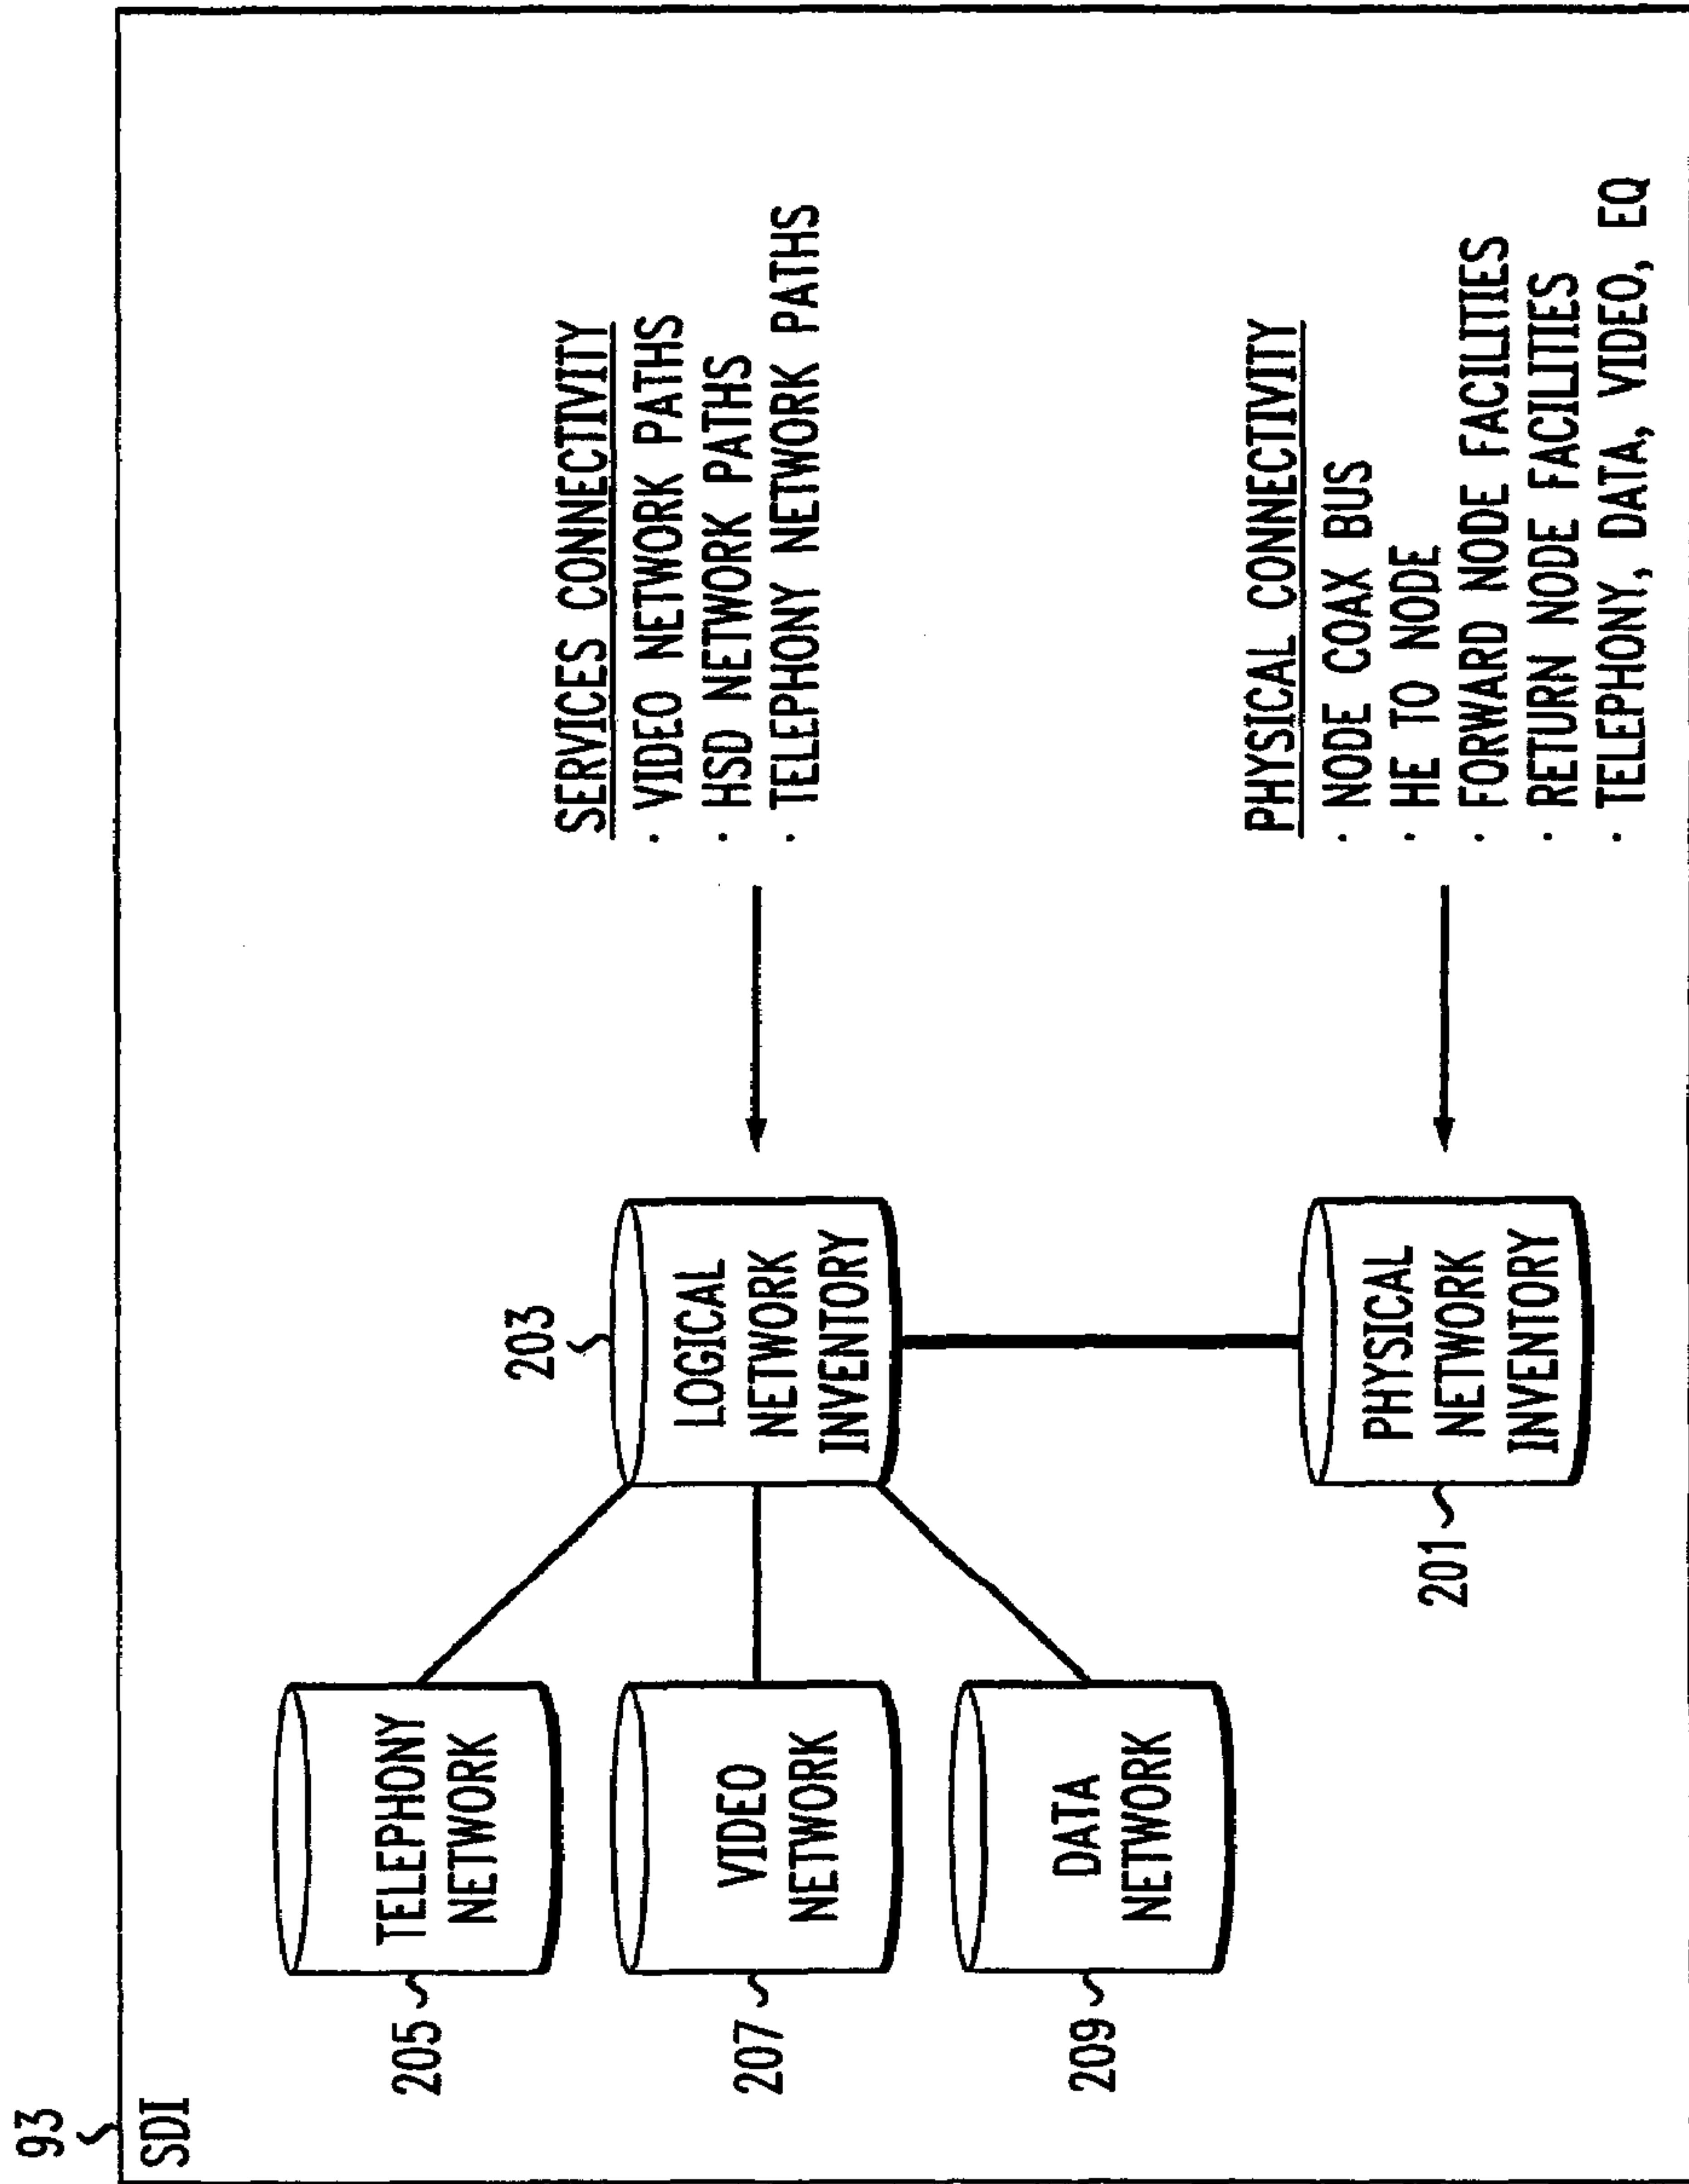 93
SDI
205
TELEPHONY
NETWORK
207
VIDEO
NETWORK
209
DATA
NETWORK
203
LOGICAL
NETWORK
INVENTORY
201
PHYSICAL
NETWORK
INVENTORY
SERVICES CONNECTIVITY
· VIDEO NETWORK PATHS
· HSD NETWORK PATHS
· TELEPHONY NETWORK PATHS
PHYSICAL CONNECTIVITY
· NODE COAX BUS
· HE TO NODE
· FORWARD NODE FACILITIES
· RETURN NODE FACILITIES
· TELEPHONY, DATA, VIDEO, EQ